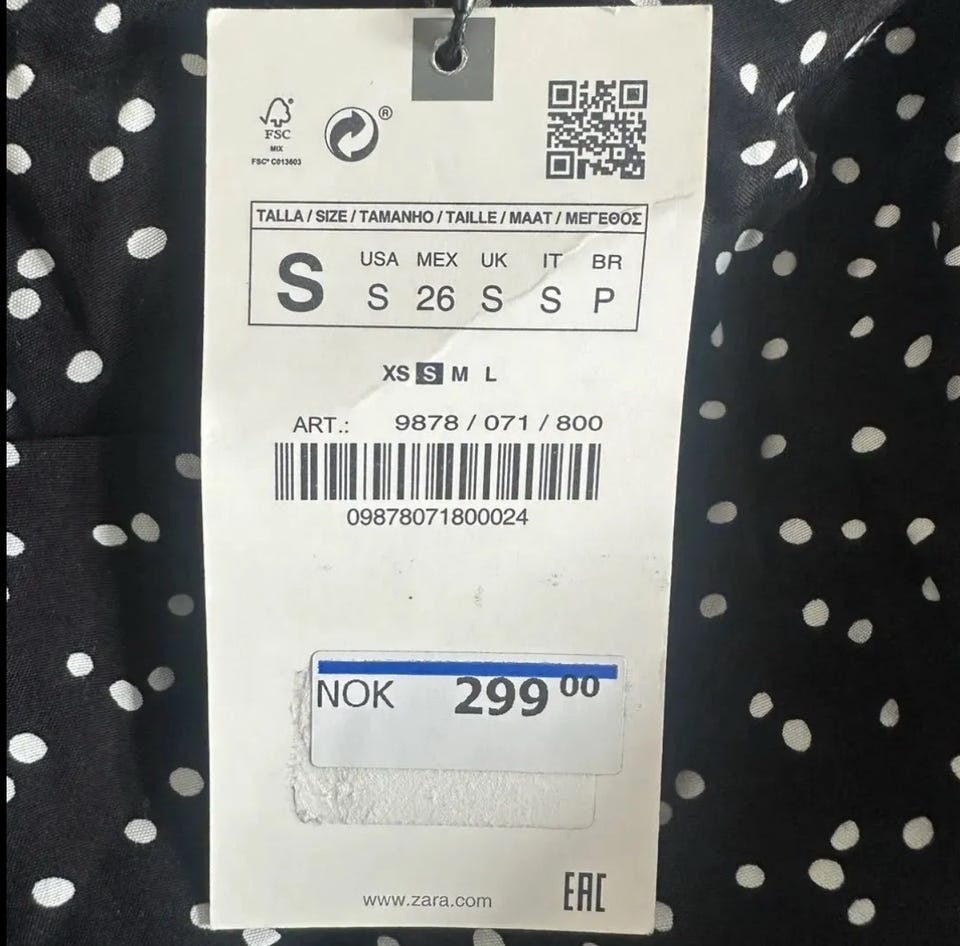 FSC
MIX
FSC® C013603
®
TALLA / SIZE / TAMANHO / TAILLE / MAAT / ΜΕΓΕΘΟΣ
S
USA MEX UK IT BR
S 26 S S P
XS S M L
ART.: 9878 / 071 / 800
09878071800024
NOK 299 00
www.zara.com
EAC